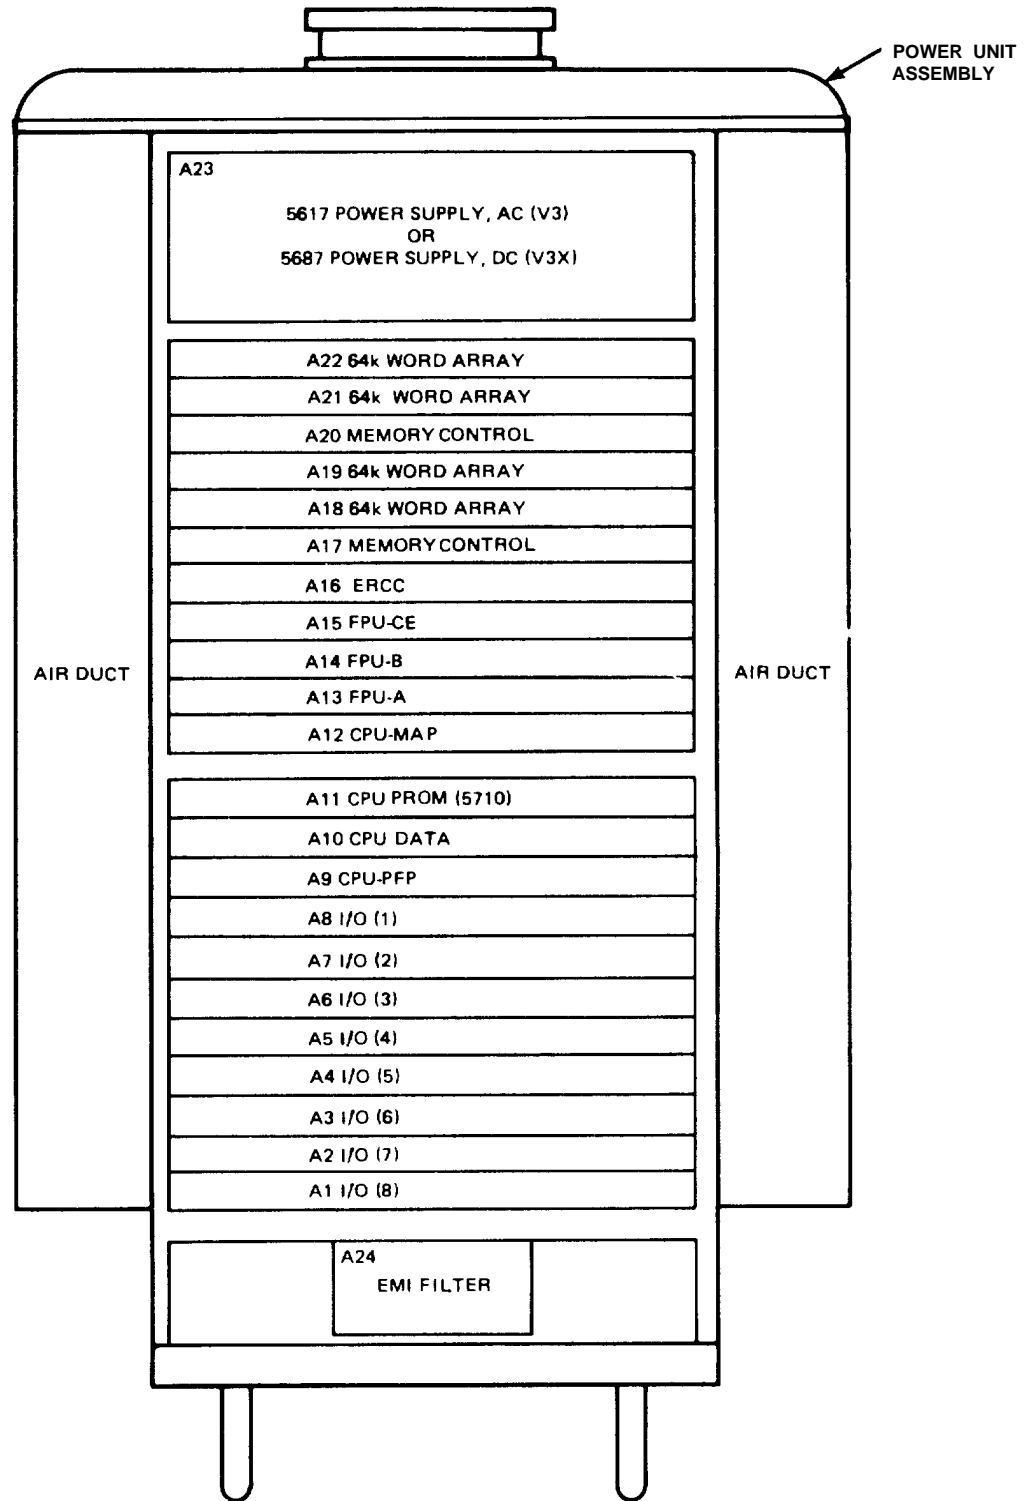 POWER UNIT
ASSEMBLY
A23
5617 POWER SUPPLY, AC (V3)
OR
5687 POWER SUPPLY, DC (V3X)
A22 64k WORD ARRAY
A21 64k WORD ARRAY
A20 MEMORY CONTROL
A19 64k WORD ARRAY
A18 64k WORD ARRAY
A17 MEMORY CONTROL
A16 ERCC
A15 FPU-CE
A14 FPU-B
A13 FPU-A
A12 CPU-MAP
AIR DUCT
AIR DUCT
A11 CPU PROM (5710)
A10 CPU DATA
A9 CPU-PFP
A8 I/O (1)
A7 I/O (2)
A6 I/O (3)
A5 I/O (4)
A4 I/O (5)
A3 I/O (6)
A2 I/O (7)
A1 I/O (8)
A24
EMI FILTER